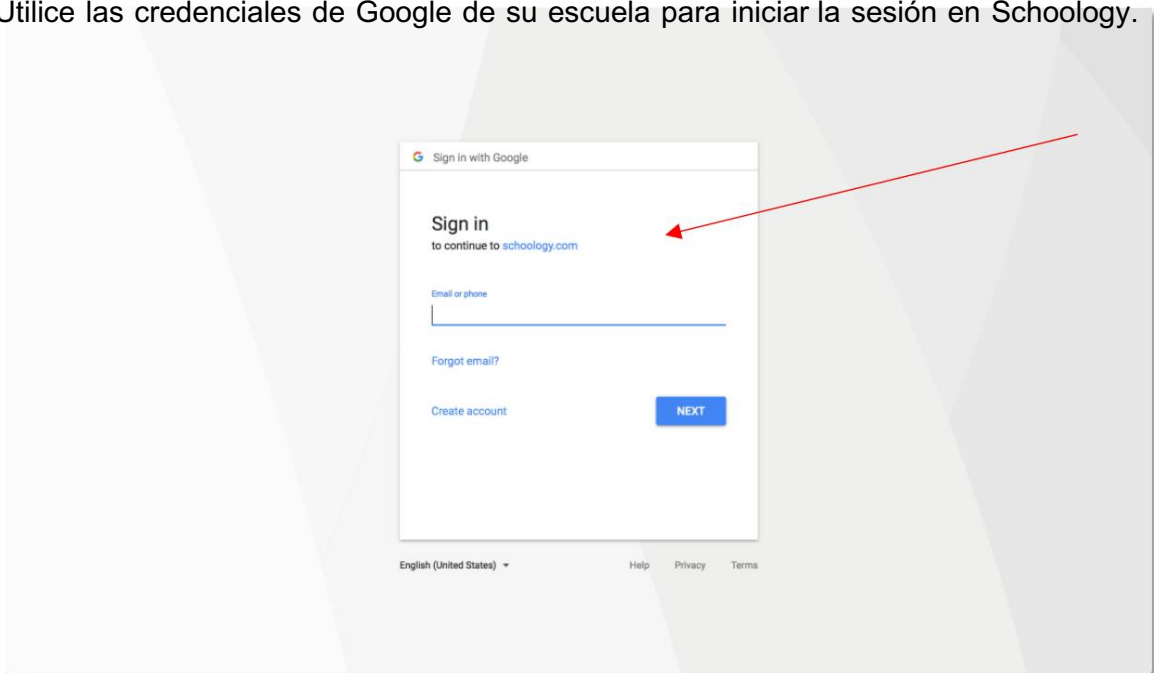 Utilice las credenciales de Google de su escuela para iniciar la sesión en Schoology.
Sign in with Google
Sign in
to continue to schoology.com
Email or phone
Forgot email?
Create account
NEXT
English (United States)
Help Privacy Terms